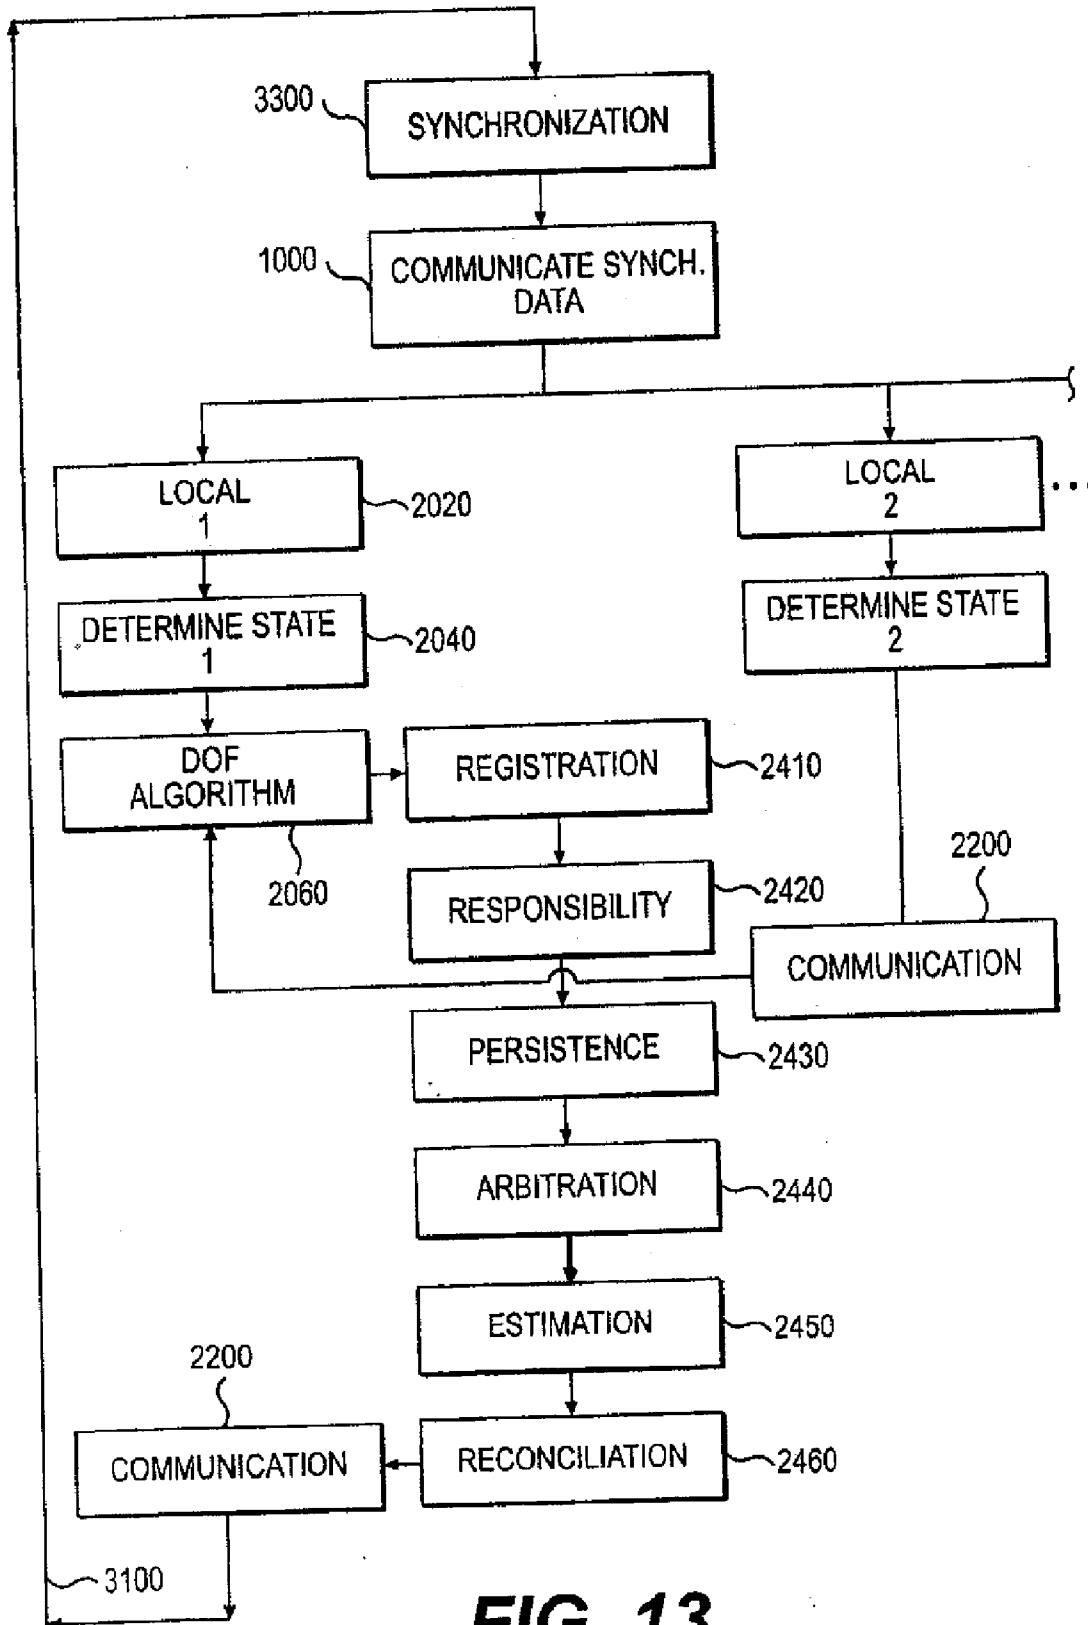 3300
SYNCHRONIZATION
1000
COMMUNICATE SYNCH.
DATA
LOCAL
1
2020
LOCAL
2
...
DETERMINE STATE
1
2040
DETERMINE STATE
2
DOF
ALGORITHM
2060
REGISTRATION
2410
RESPONSIBILITY
2420
2200
COMMUNICATION
PERSISTENCE
2430
ARBITRATION
2440
ESTIMATION
2450
2200
COMMUNICATION
RECONCILIATION
2460
3100
FIG. 13